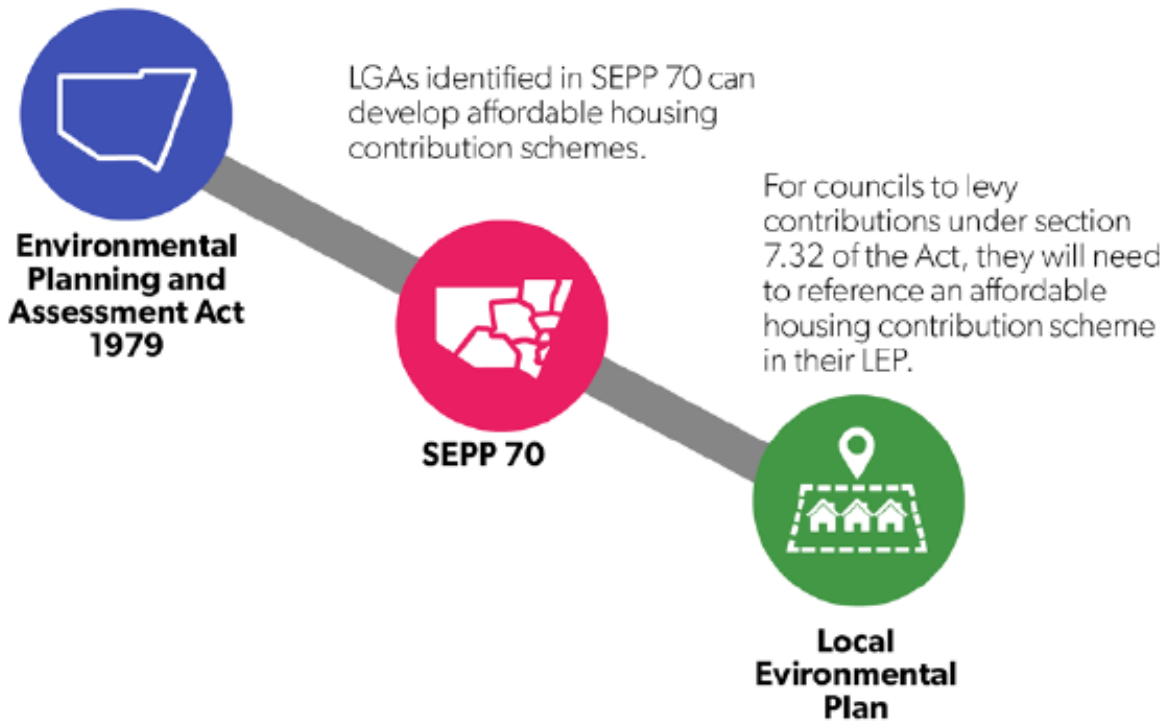 LGAs identified in SEPP 70 can
develop affordable housing
contribution schemes.
For councils to levy
contributions under section
7.32 of the Act, they will need
to reference an affordable
housing contribution scheme
in their LEP.
Environmental
Planning and
Assessment Act
1979
SEPP 70
Local
Evironmental
Plan